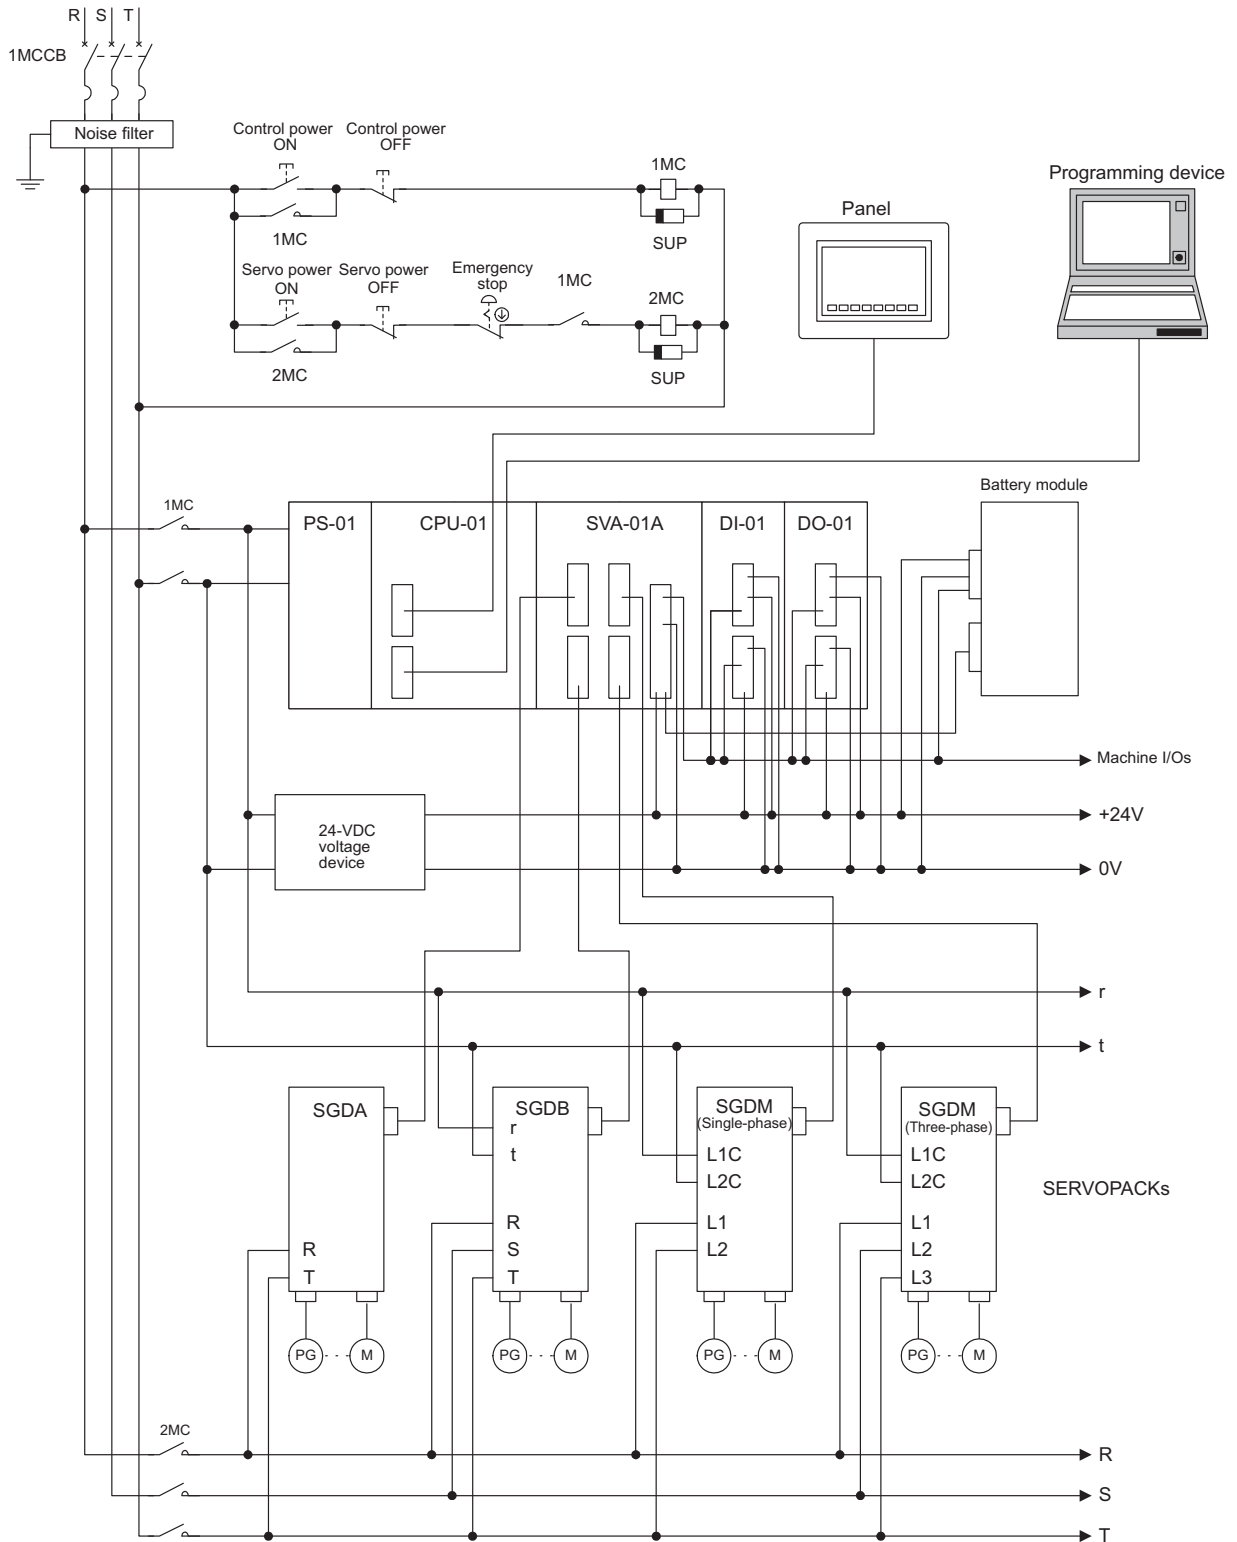 R S T
1MCCB
Noise filter
Control power
ON
Control power
OFF
1MC
1MC
SUP
Servo power
ON
Servo power
OFF
Emergency
stop
1MC
2MC
2MC
SUP
Panel
Programming device
Battery module
1MC
PS-01
CPU-01
SVA-01A
DI-01
DO-01
Machine I/Os
24-VDC
voltage
device
+24V
0V
r
t
SGDA
R
T
PG
M
SGDB
r
t
R
S
T
PG
M
SGDM
(Single-phase)
L1C
L2C
L1
L2
PG
M
SGDM
(Three-phase)
L1C
L2C
L1
L2
L3
PG
M
SERVOPACKs
2MC
R
S
T